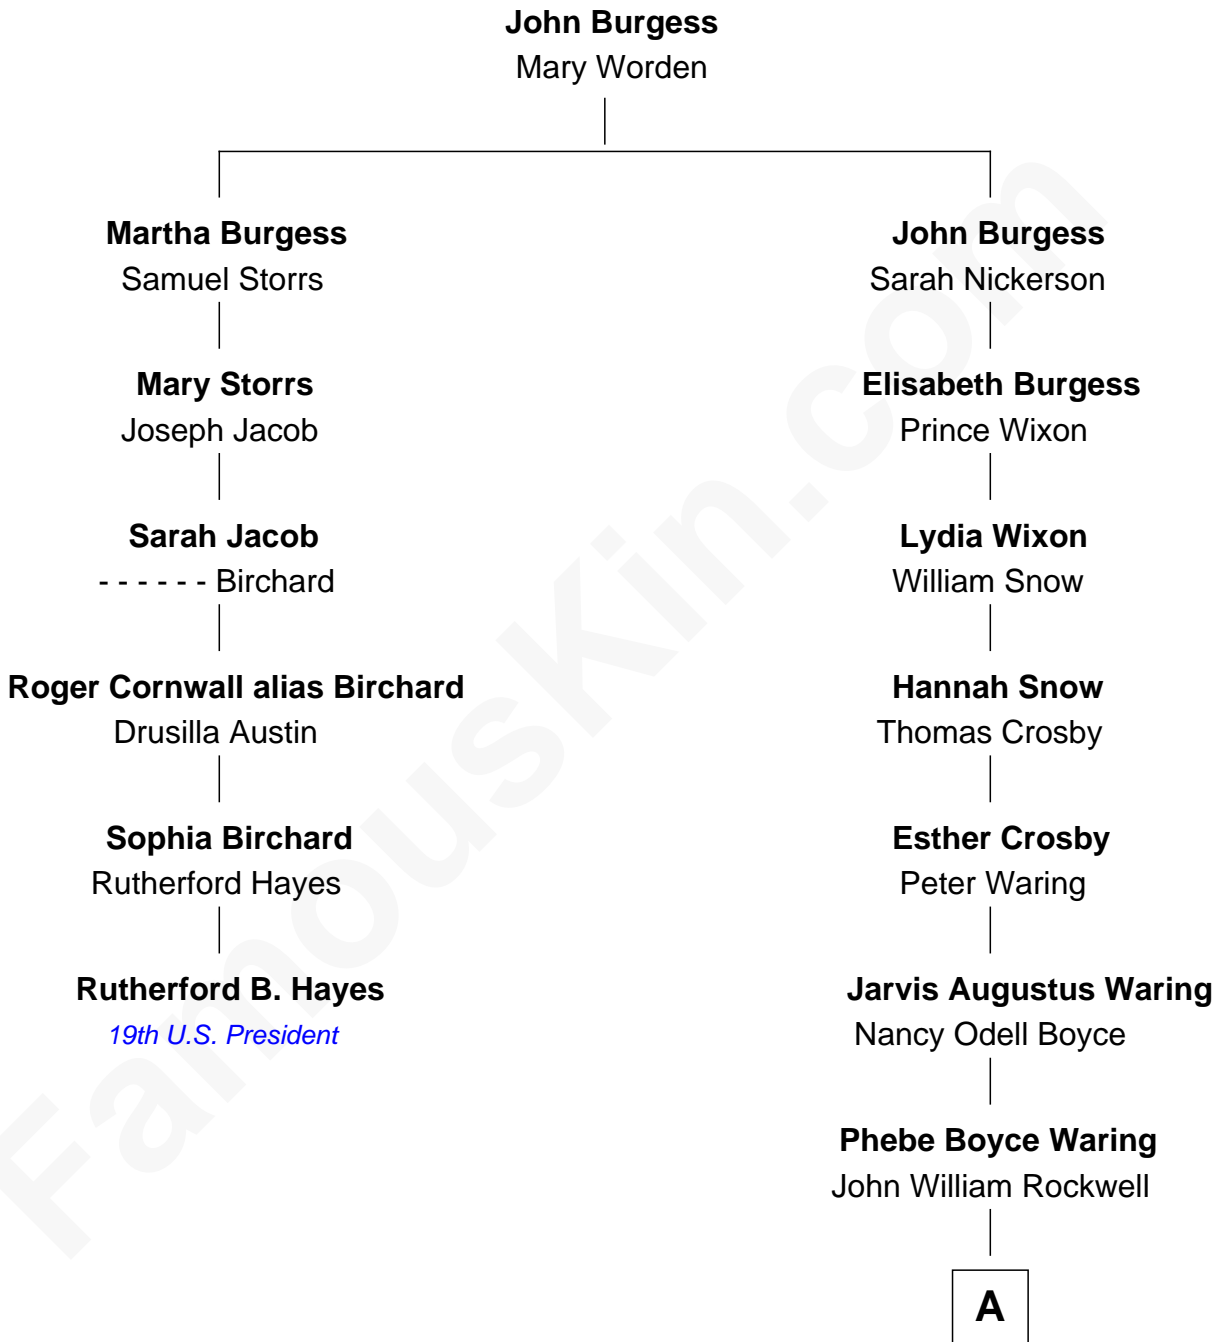 John Burgess
Mary Worden
Martha Burgess
Samuel Storrs
John Burgess
Sarah Nickerson
Mary Storrs
Joseph Jacob
Elisabeth Burgess
Prince Wixon
Sarah Jacob
- - - - - - Birchard
Lydia Wixon
William Snow
Roger Cornwall alias Birchard
Drusilla Austin
Hannah Snow
Thomas Crosby
Sophia Birchard
Rutherford Hayes
Esther Crosby
Peter Waring
Rutherford B. Hayes
19th U.S. President
Jarvis Augustus Waring
Nancy Odell Boyce
Phebe Boyce Waring
John William Rockwell
A
FamousKin.com